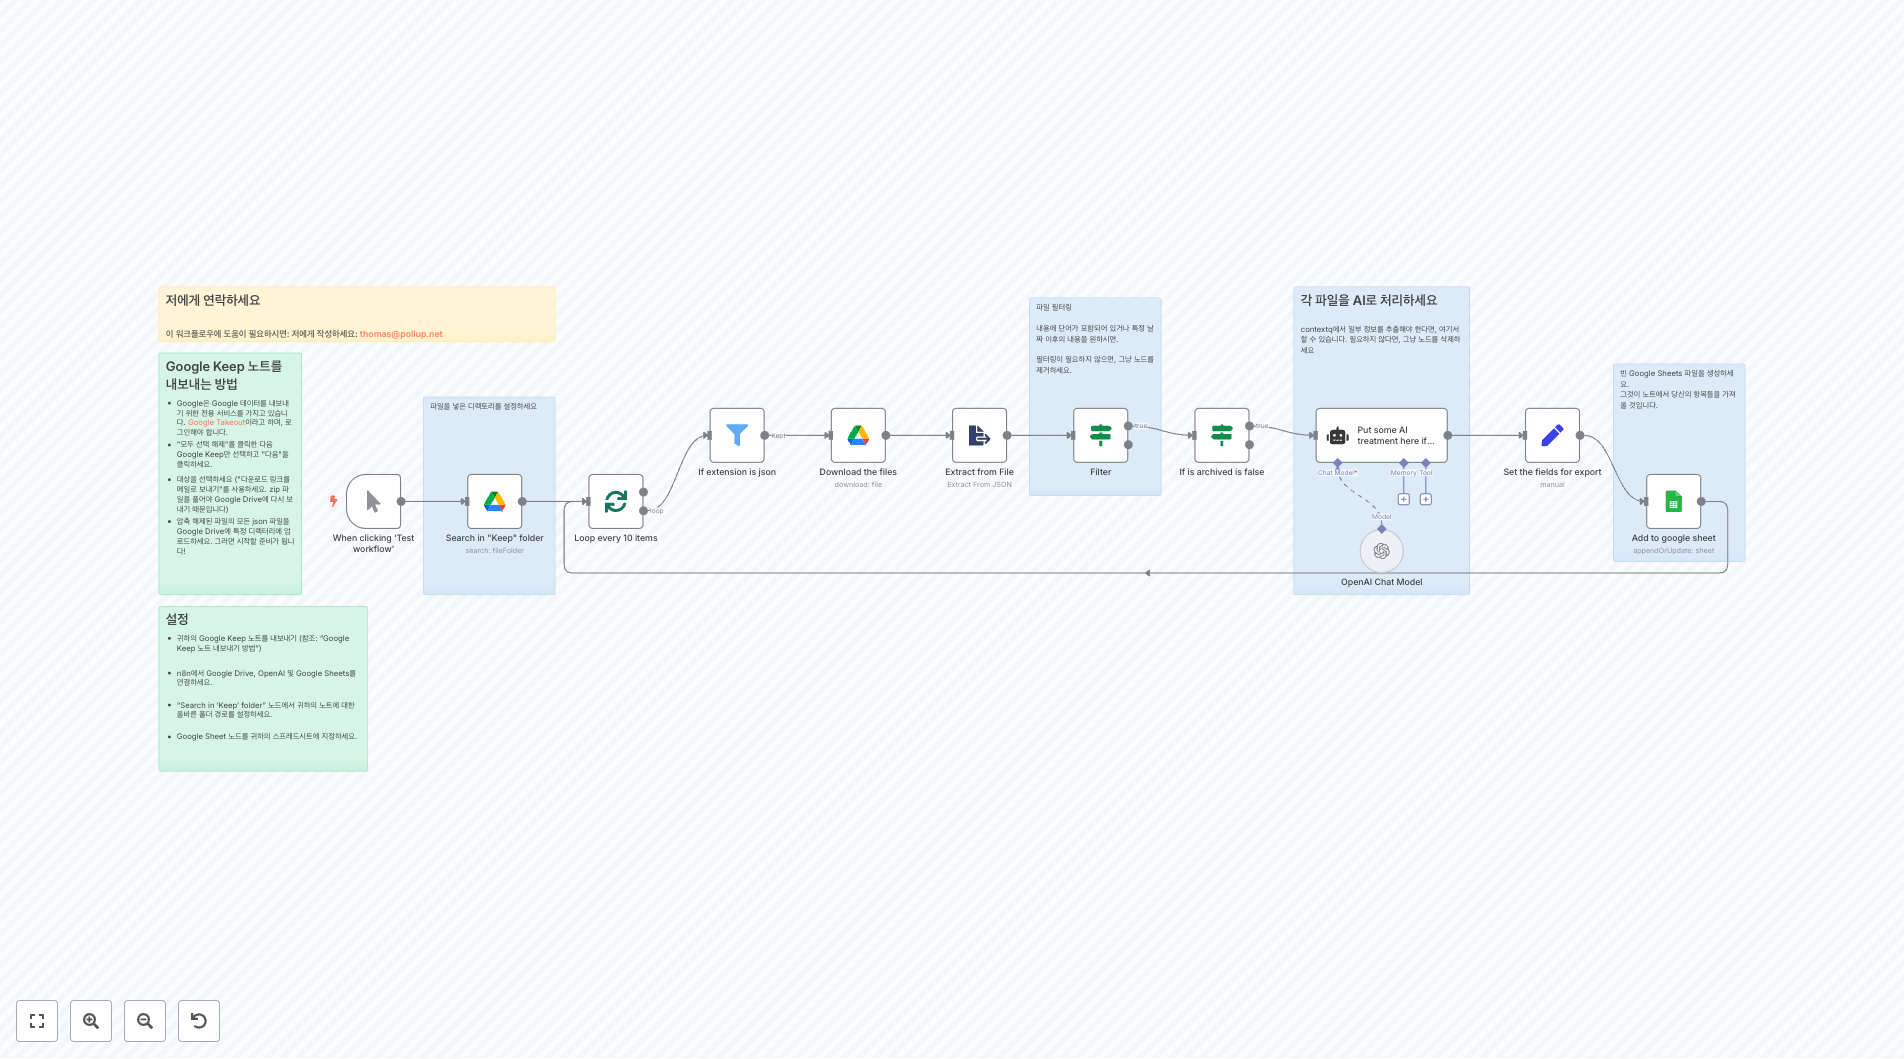 저에게 연락하세요
이 워크플로우에 도움이 필요하시면: 저에게 작성하세요: thomas@pollup.net
Google Keep 노트를
내보내는 방법
Google은 Google 데이터를 내보내
기 위한 전용 서비스를 가지고 있습니
다. Google Takeout이라고 하며, 로
그인해야 합니다.
"모두 선택 해제"를 클릭한 다음
Google Keep만 선택하고 "다음"을
클릭하세요.
대상을 선택하세요 ("다운로드 링크를
메일로 보내기"를 사용하세요. zip 파
일을 풀어야 Google Drive에 다시 보
내기 때문입니다)
압축 해제된 파일의 모든 json 파일을
Google Drive에 특정 디렉터리에 업
로드하세요. 그러면 시작할 준비가 됩니
다!
설정
귀하의 Google Keep 노트를 내보내기 (참조: "Google
Keep 노트 내보내기 방법")
n8n에서 Google Drive, OpenAI 및 Google Sheets를
연결하세요.
"Search in 'Keep' folder" 노드에서 귀하의 노트에 대한
올바른 폴더 경로를 설정하세요.
Google Sheet 노드를 귀하의 스프레드시트에 지정하세요.
When clicking 'Test
workflow'
파일을 넣은 디렉토리를 설정하세요
Search in "Keep" folder
search: fileFolder
loop
Loop every 10 items
Kept
If extension is json
Download the files
download: file
Extract from File
Extract From JSON
파일 필터링
내용에 단어가 포함되어 있거나 특정 날
짜 이후의 내용을 원하시면.
필터링이 필요하지 않으면, 그냥 노드를
제거하세요.
true
Filter
true
If is archived is false
각 파일을 AI로 처리하세요
contextq에서 일부 정보를 추출해야 한다면, 여기서
할 수 있습니다. 필요하지 않다면, 그냥 노드를 삭제하
세요
Put some AI
treatment here if...
Chat Model*
Memory
Tool
Model
OpenAI Chat Model
Set the fields for export
manual
빈 Google Sheets 파일을 생성하세
요.
그것이 노트에서 당신의 항목들을 가져
올 것입니다.
Add to google sheet
appendOrUpdate: sheet